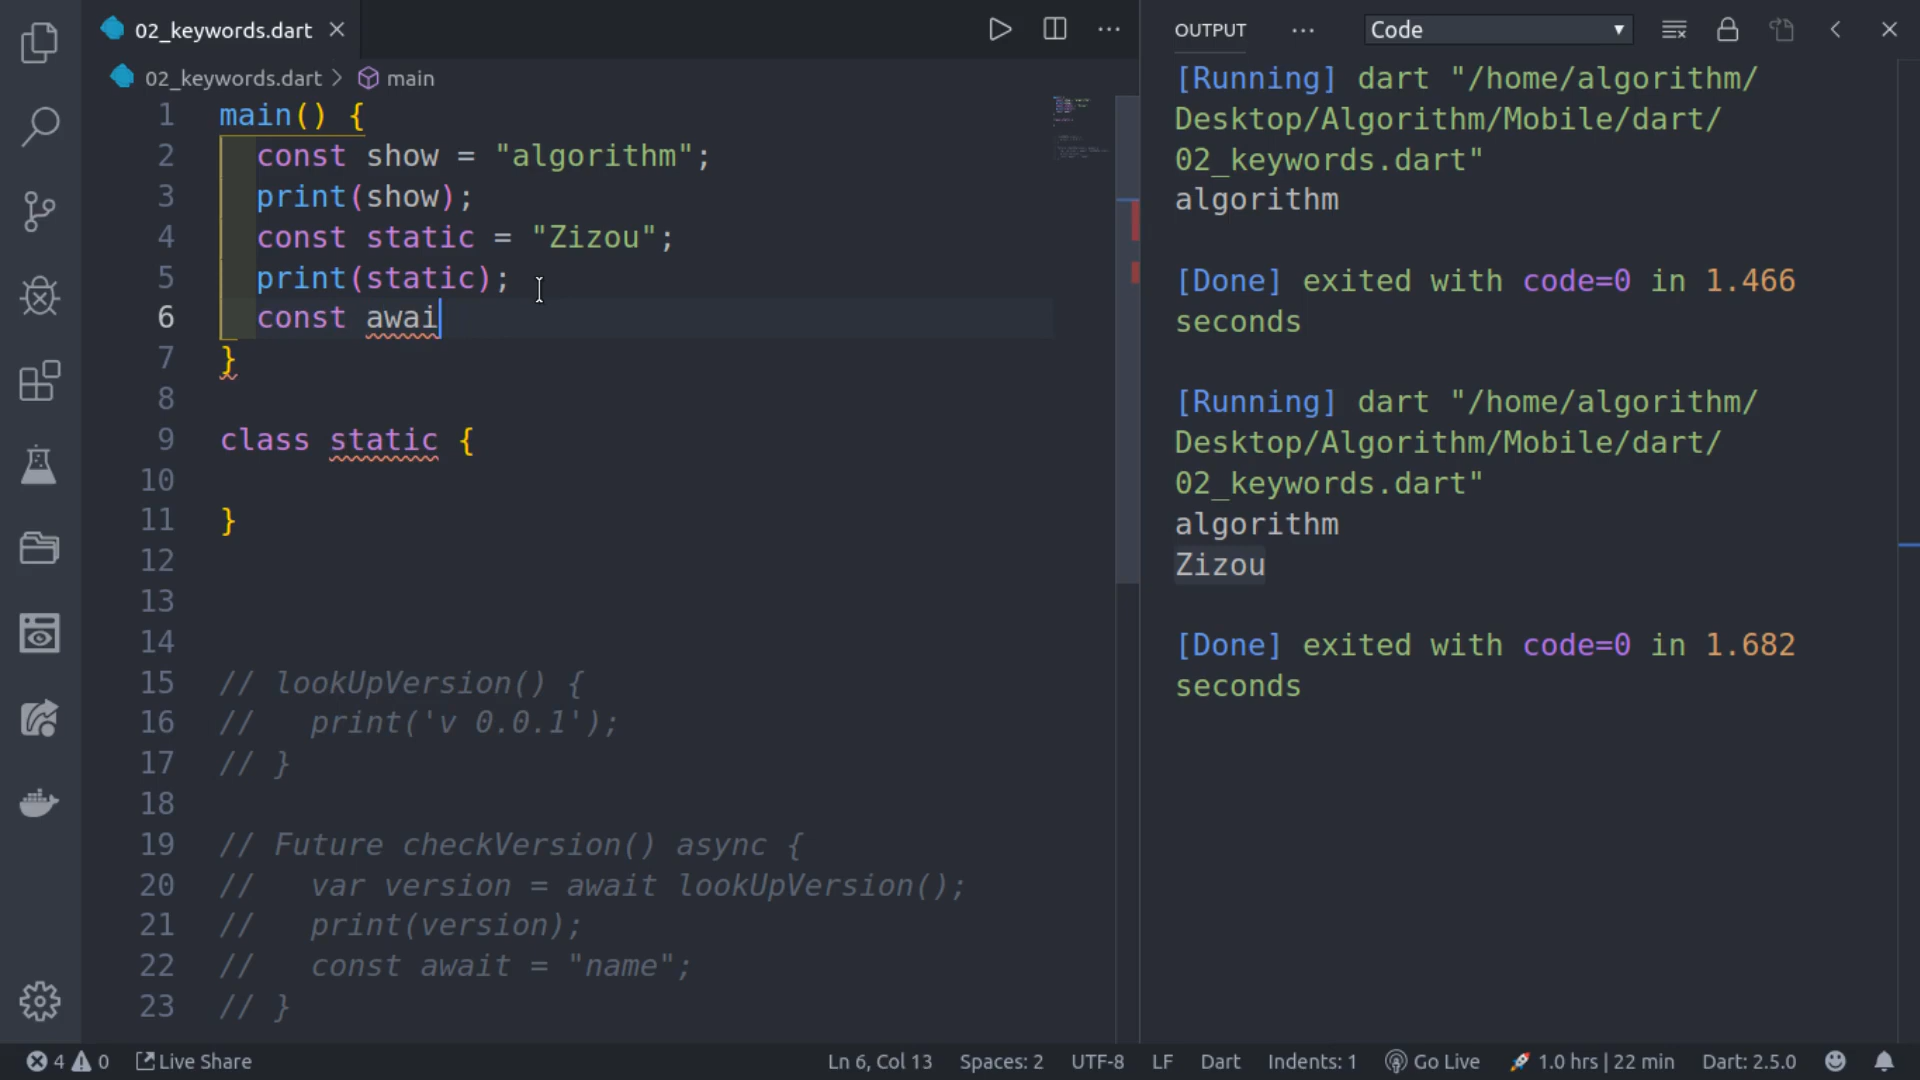 02_keywords.dart
02_keywords.dart > main
1 main() {
2 const show = "algorithm";
3 print(show);
4 const static = "Zizou";
5 print(static);
6 const awai
7 }
8
9 class static {
10
11 }
12
13
14
15 // lookUpVersion() {
16 //   print('v 0.0.1');
17 // }
18
19 // Future checkVersion() async {
20 //   var version = await lookUpVersion();
21 //   print(version);
22 //   const await = "name";
23 // }
OUTPUT
Code
[Running] dart "/home/algorithm/
Desktop/Algorithm/Mobile/dart/
02_keywords.dart"
algorithm
[Done] exited with code=0 in 1.466
seconds
[Running] dart "/home/algorithm/
Desktop/Algorithm/Mobile/dart/
02_keywords.dart"
algorithm
Zizou
[Done] exited with code=0 in 1.682
seconds
4 0 Live Share Ln 6, Col 13 Spaces: 2 UTF-8 LF Dart Indents: 1 Go Live 🚀 1.0 hrs | 22 min Dart: 2.5.0